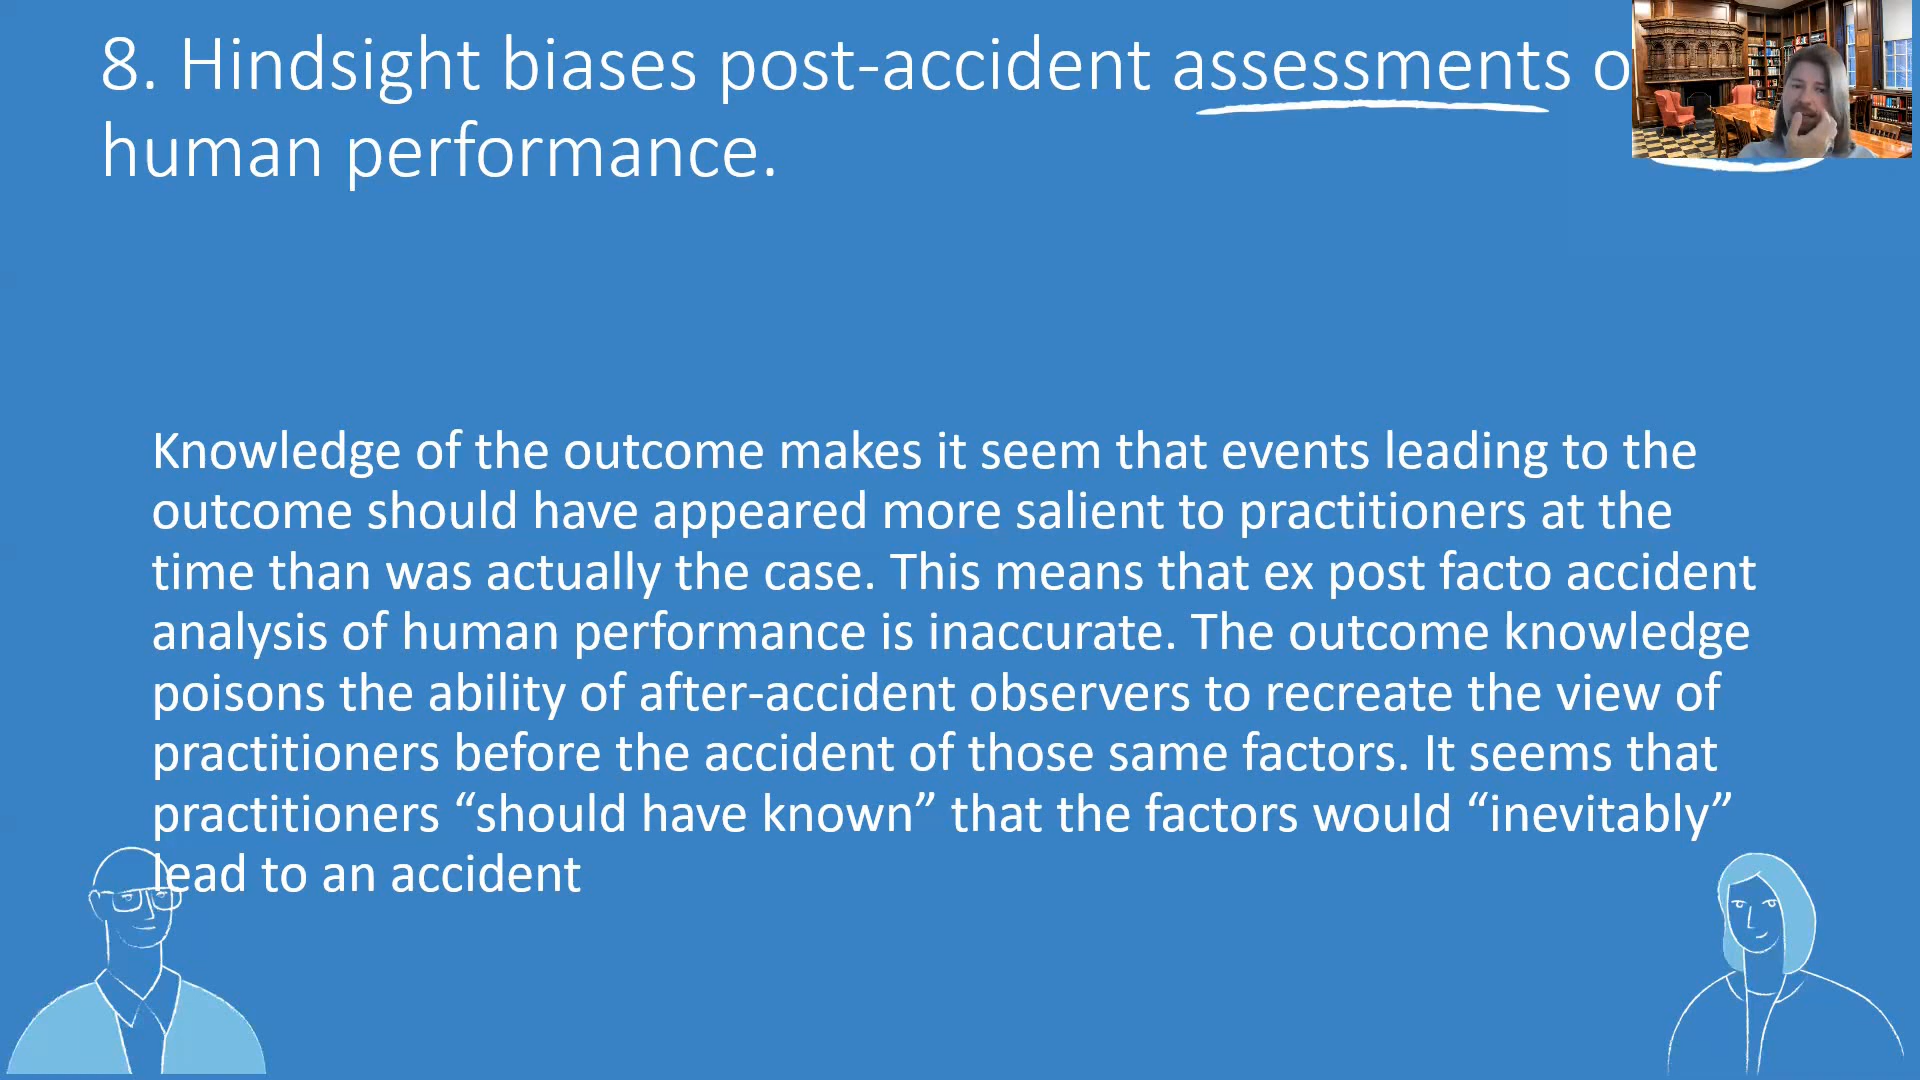 8. Hindsight biases post-accident assessments o
human performance.
Knowledge of the outcome makes it seem that events leading to the
outcome should have appeared more salient to practitioners at the
time than was actually the case. This means that ex post facto accident
analysis of human performance is inaccurate. The outcome knowledge
poisons the ability of after-accident observers to recreate the view of
practitioners before the accident of those same factors. It seems that
practitioners “should have known” that the factors would “inevitably”
lead to an accident